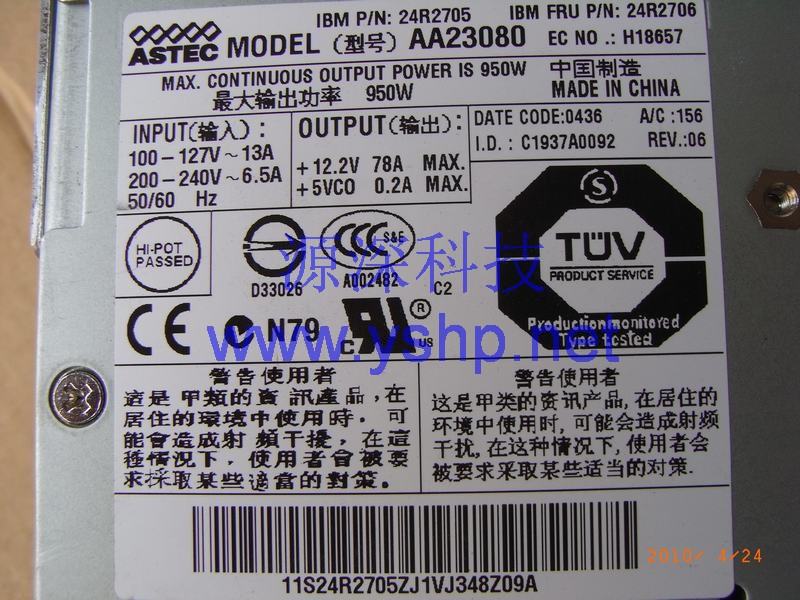 IBM P/N: 24R2705 IBM FRU P/N: 24R2706
ASTEC MODEL (型号) AA23080 EC NO.: H18657
MAX. CONTINUOUS OUTPUT POWER IS 950W 中国制造
最大输出功率 950W MADE IN CHINA
INPUT(输入):
100-127V~13A
200-240V~6.5A
50/60 Hz
OUTPUT(输出):
+12.2V 78A MAX.
+5VCO 0.2A MAX.
DATE CODE:0436 A/C:156
I.D.: C1937A0092 REV.:06
HI-POT
PASSED
D33026
CCC S&E
A002482
S
TÜV
PRODUCT SERVICE
Production monitored
Type tested
CE
N79
C2
c RU us ®
源深科技
www.yshp.net
警告使用者
這是甲類的資訊產品,在
居住的環境中使用時,可
能會造成射頻干擾,在這
種情況下,使用者會被要
求採取某些適當的對策.
警告使用者
这是甲类的资讯产品,在居住的
环境中使用时,可能会造成射频
干扰,在这种情况下,使用者会
被要求采取某些适当的对策.
11S24R2705ZJ1VJ348Z09A
2010/ 4/24